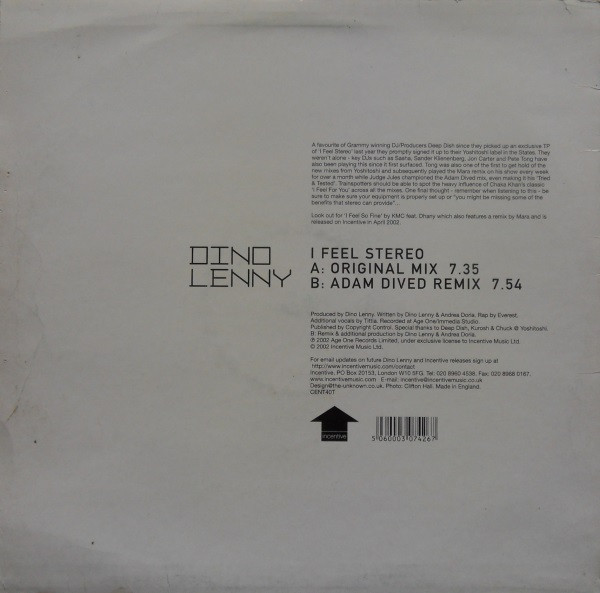 A favourite of Grammy winning DJ/Producers Deep Dish since they picked up an exclusive TP
of 'I Feel Stereo' last year they promptly signed it up to their Yoshitoshi label in the States. They
weren't alone - key DJs such as Sasha, Sander Klienenberg, Jon Carter and Pete Tong have
also been playing this since it first surfaced. Tong was also one of the first to get hold of the
new mixes from Yoshitoshi and subsequently played the Mara remix on his show every week
for over a month while Judge Jules championed the Adam Dived mix, even making it his 'Tried
& Tested'. Trainspotters should be able to spot the heavy influence of Chaka Khan's classic
'I Feel For You' across all the mixes. One final thought - remember when listening to this - be
sure to make sure your equipment is properly set up or "you might be missing some of the
benefits that stereo can provide"...
Look out for 'I Feel So Fine' by KMC feat. Dhany which also features a remix by Mara and is
released on Incentive in April 2002.
DINO
LENNY
I FEEL STEREO
A: ORIGINAL MIX 7.35
B: ADAM DIVED REMIX 7.54
Produced by Dino Lenny. Written by Dino Lenny & Andrea Doria. Rap by Everest.
Additional vocals by Tittia. Recorded at Age One/Immedia Studio.
Published by Copyright Control. Special thanks to Deep Dish, Kurosh & Chuck @ Yoshitoshi.
B: Remix & additional production by Dino Lenny & Andrea Doria.
℗ 2002 Age One Records Limited, under exclusive license to Incentive Music Ltd.
© 2002 Incentive Music Ltd.
For email updates on future Dino Lenny and Incentive releases sign up at
http://www.incentivemusic.com/contact
Incentive, PO Box 20153, London W10 5FG. Tel: 020 8960 4538. Fax: 020 8968 0167.
www.incentivemusic.com E-mail: incentive@incentivemusic.co.uk
Design@the-unknown.co.uk. Photo: Clifton Hall. Made in England.
CENT40T
incentive
5 060003 074267